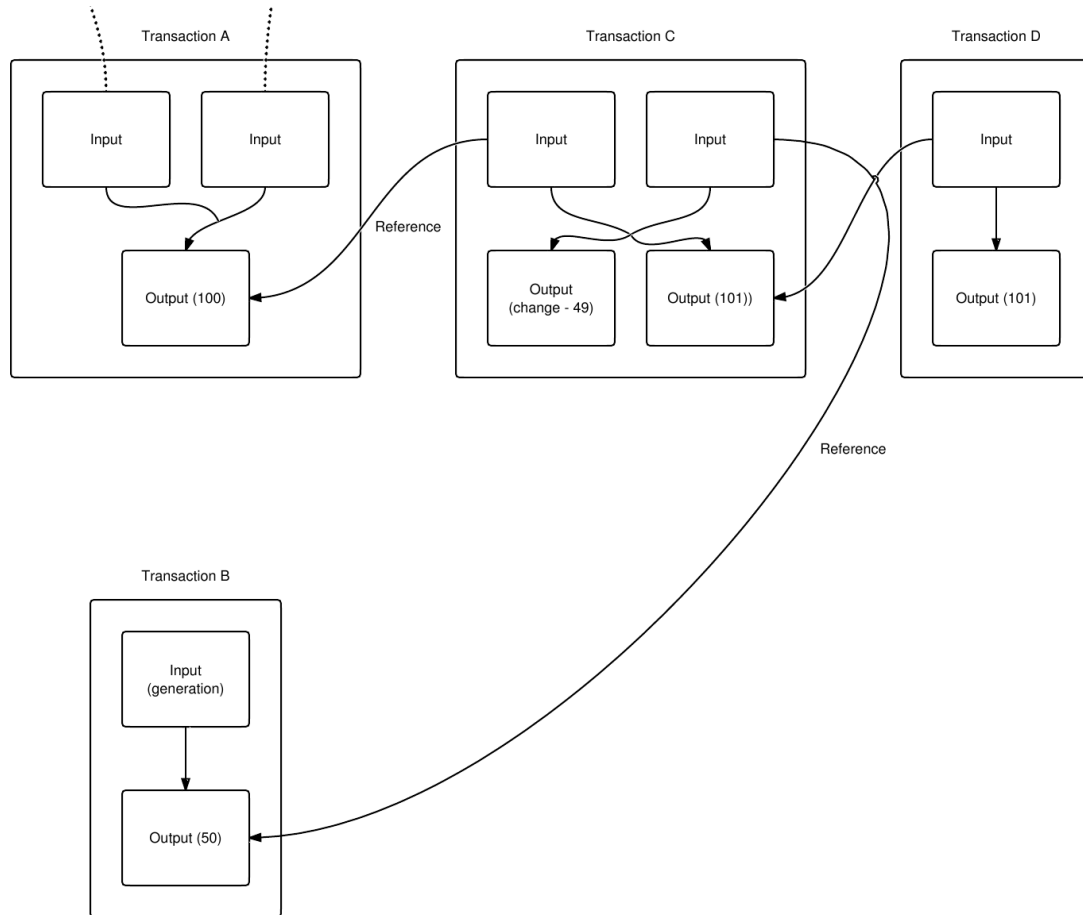 Transaction A
Transaction C
Transaction D
Input
Input
Input
Input
Input
Reference
Output (100)
Output
(change - 49)
Output (101))
Output (101)
Reference
Transaction B
Input
(generation)
Output (50)